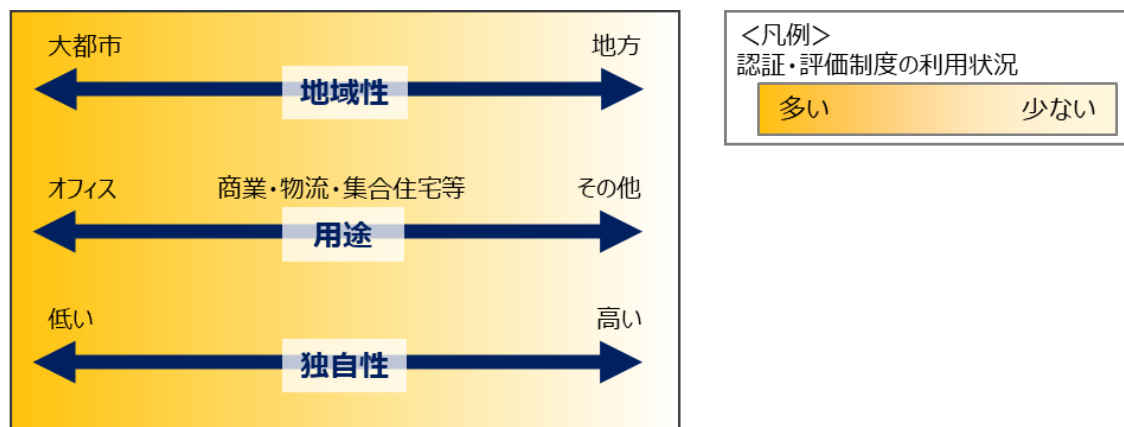 大都市 地方
地域性
オフィス 商業・物流・集合住宅等 その他
用途
低い 高い
独自性
＜凡例＞
認証・評価制度の利用状況
多い 少ない